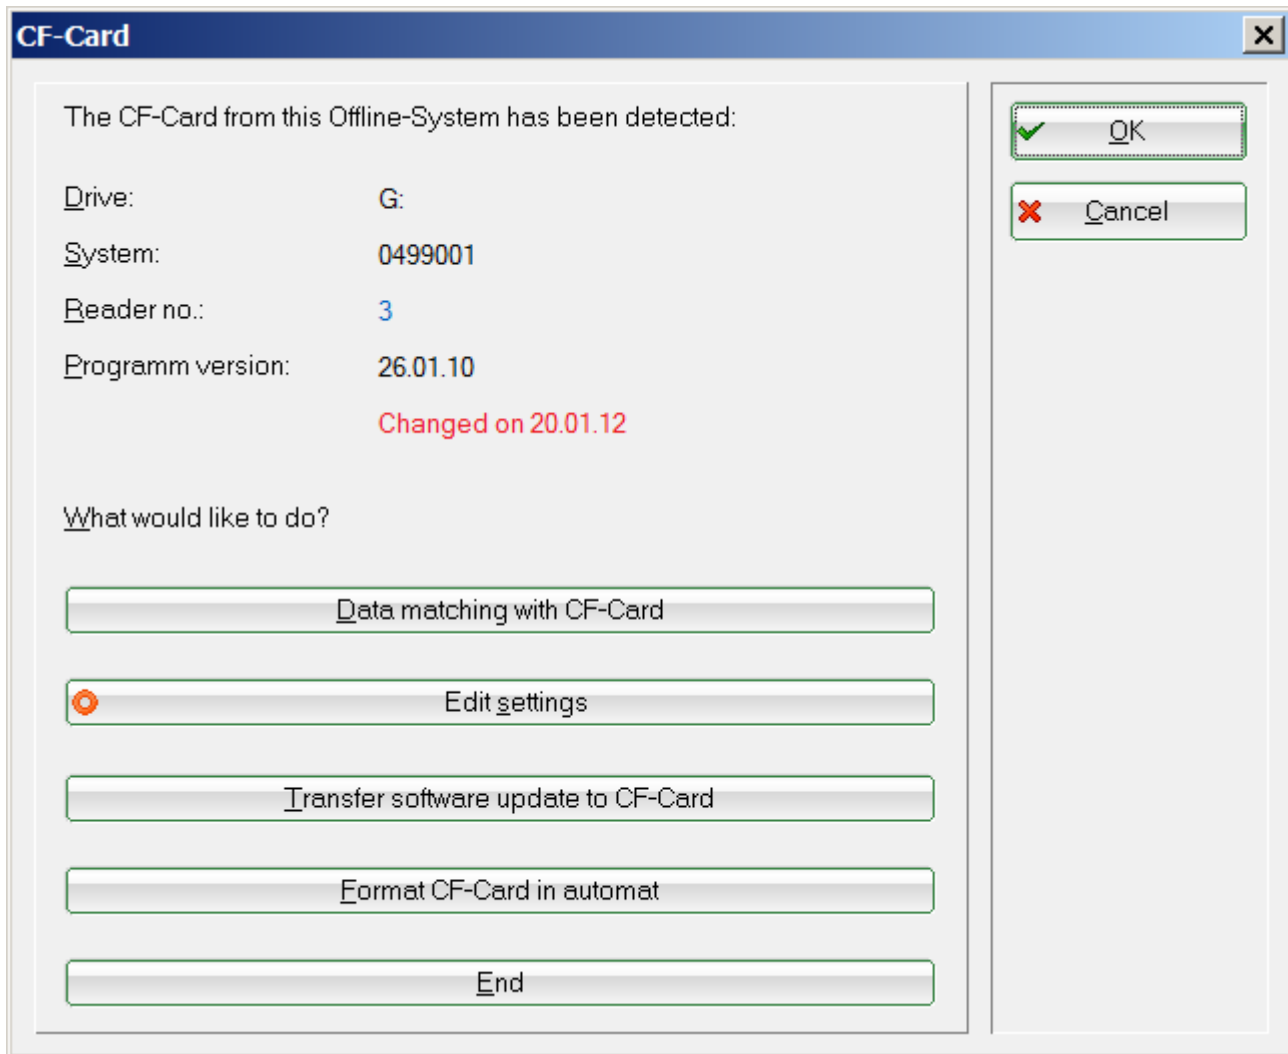 CF-Card
The CF-Card from this Offline-System has been detected:
Drive: G:
System: 0499001
Reader no.: 3
Programm version: 26.01.10
Changed on 20.01.12
What would like to do?
Data matching with CF-Card
Edit settings
Transfer software update to CF-Card
Format CF-Card in automat
End
OK
Cancel